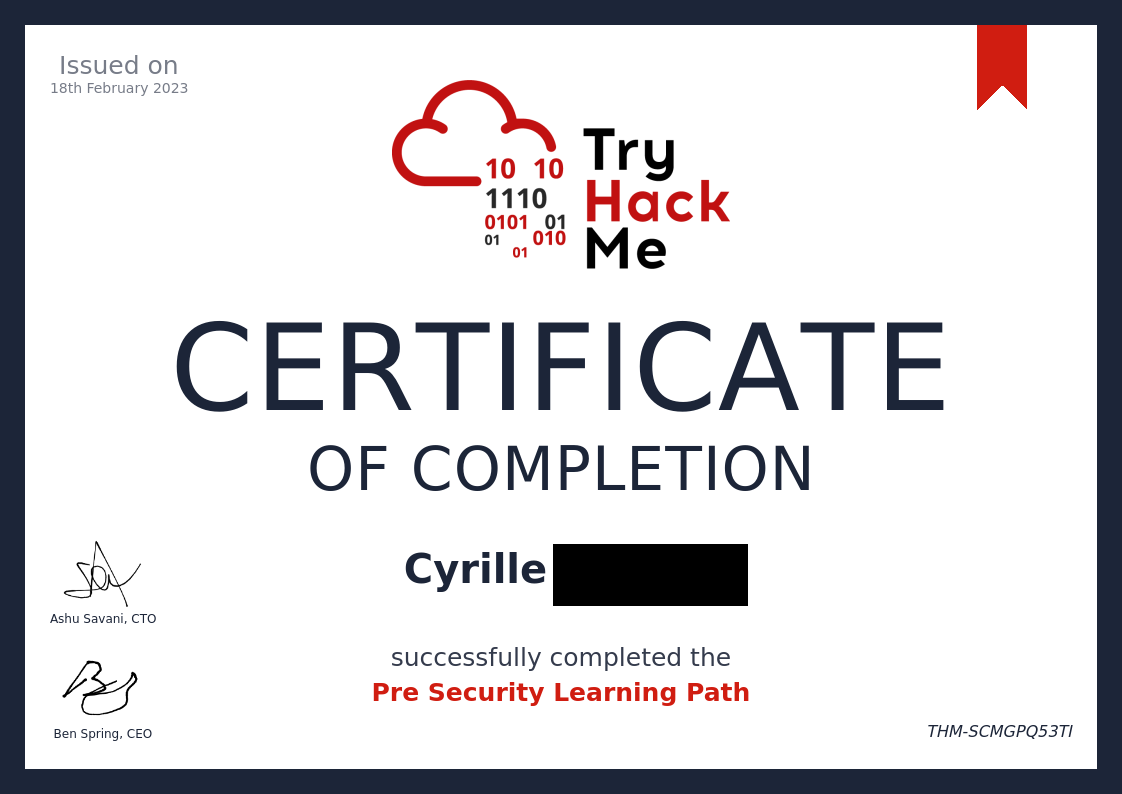 Issued on
18th February 2023
10 10
1110
0101 01
01 010
01
Try
Hack
Me
CERTIFICATE
OF COMPLETION
Cyrille
successfully completed the
Pre Security Learning Path
Ashu Savani, CTO
Ben Spring, CEO
THM-SCMGPQ53TI